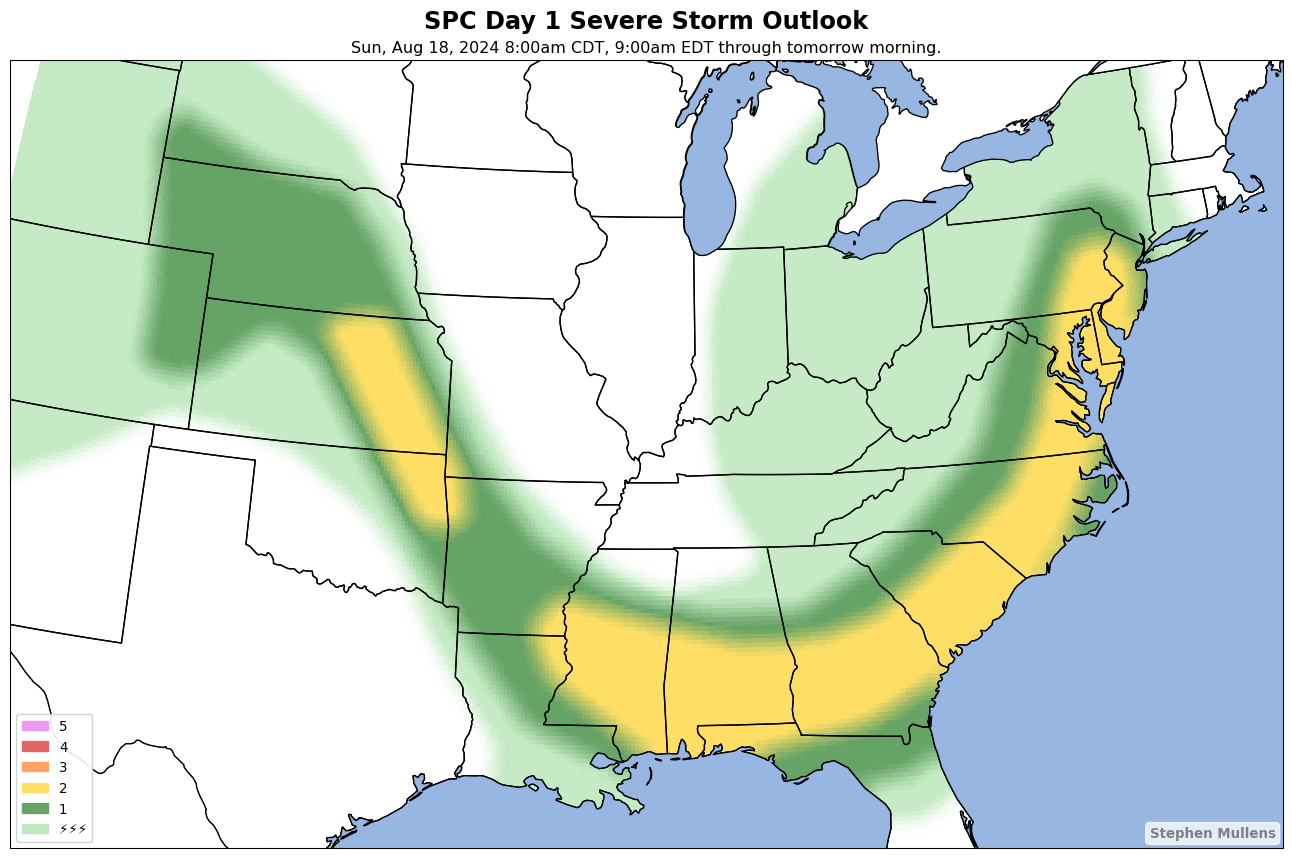 SPC Day 1 Severe Storm Outlook
Sun, Aug 18, 2024 8:00am CDT, 9:00am EDT through tomorrow morning.
5
4
3
2
1
⚡⚡⚡
Stephen Mullens